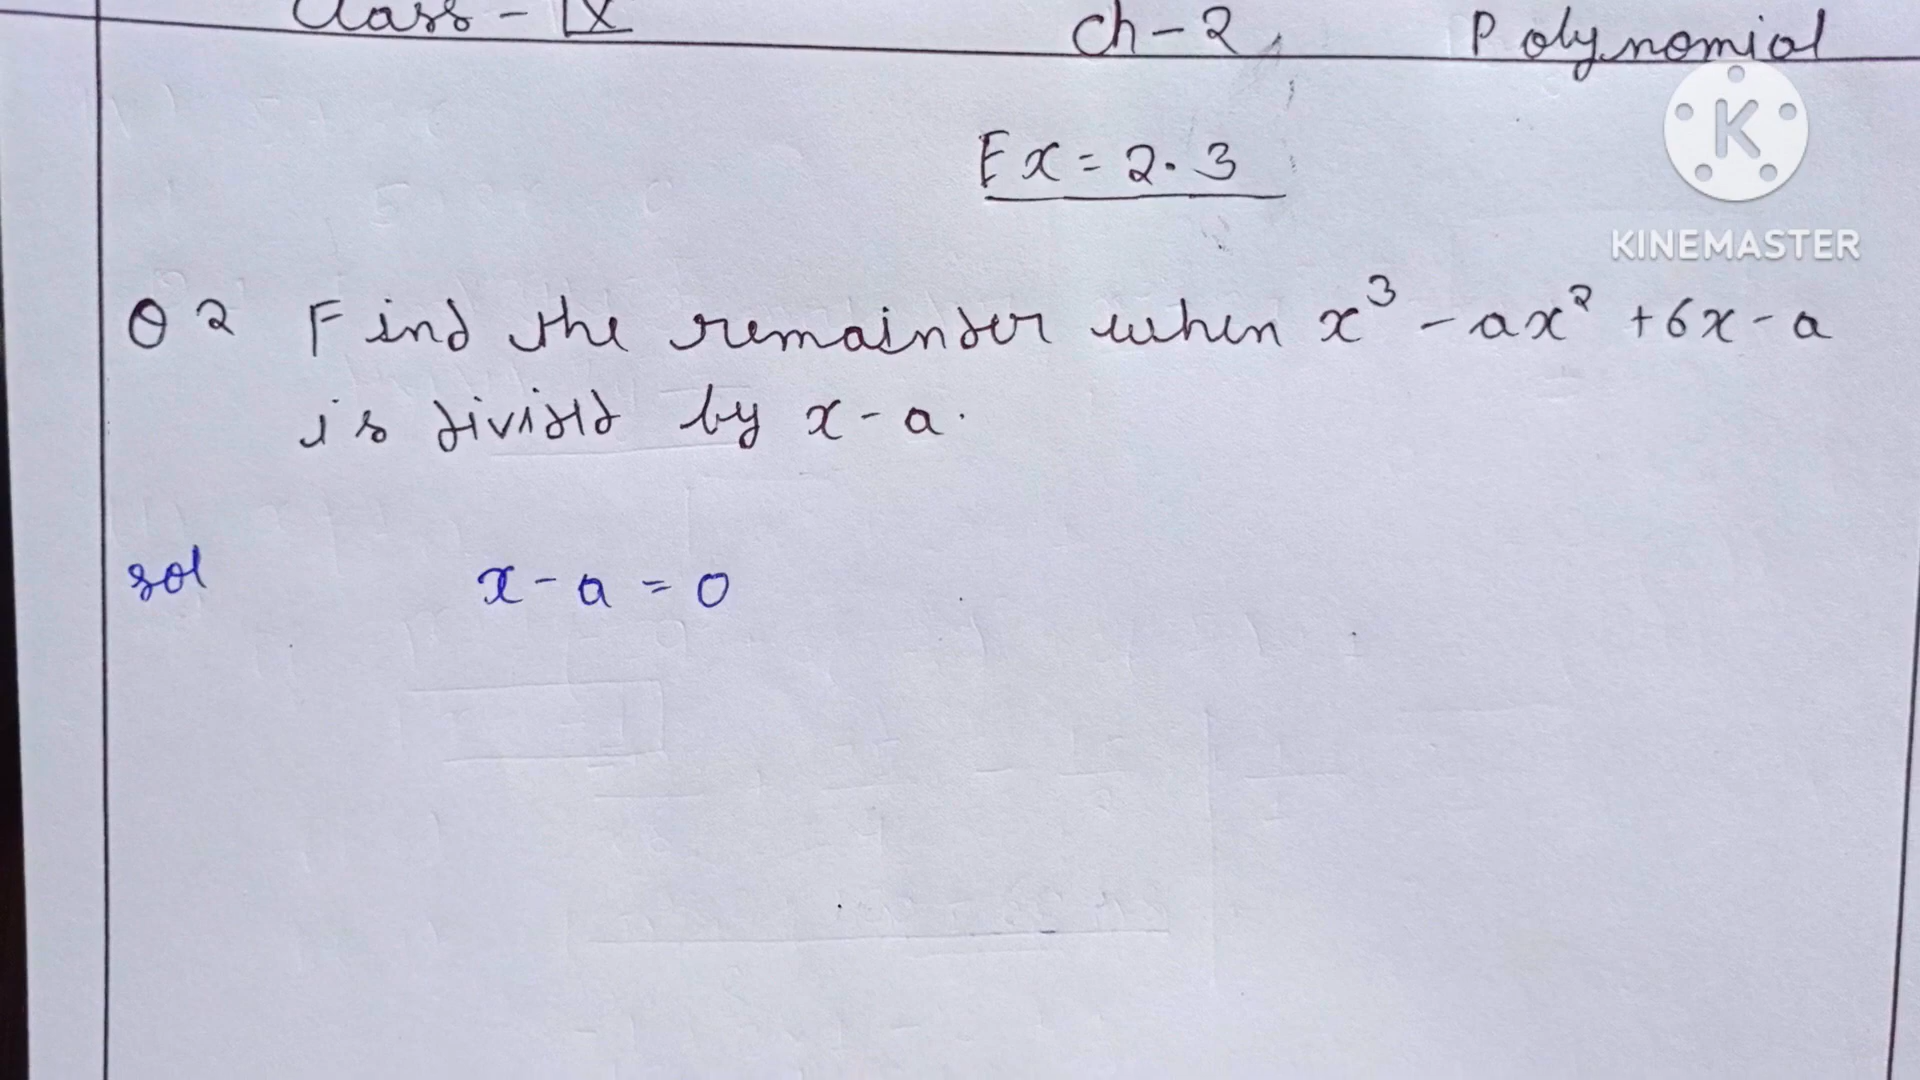 Class - IX Ch-2, Polynomial
Ex = 2.3
KINEMASTER
Q2 Find the remainder when x³ - ax² + 6x - a
is divided by x - a.
sol x - a = 0